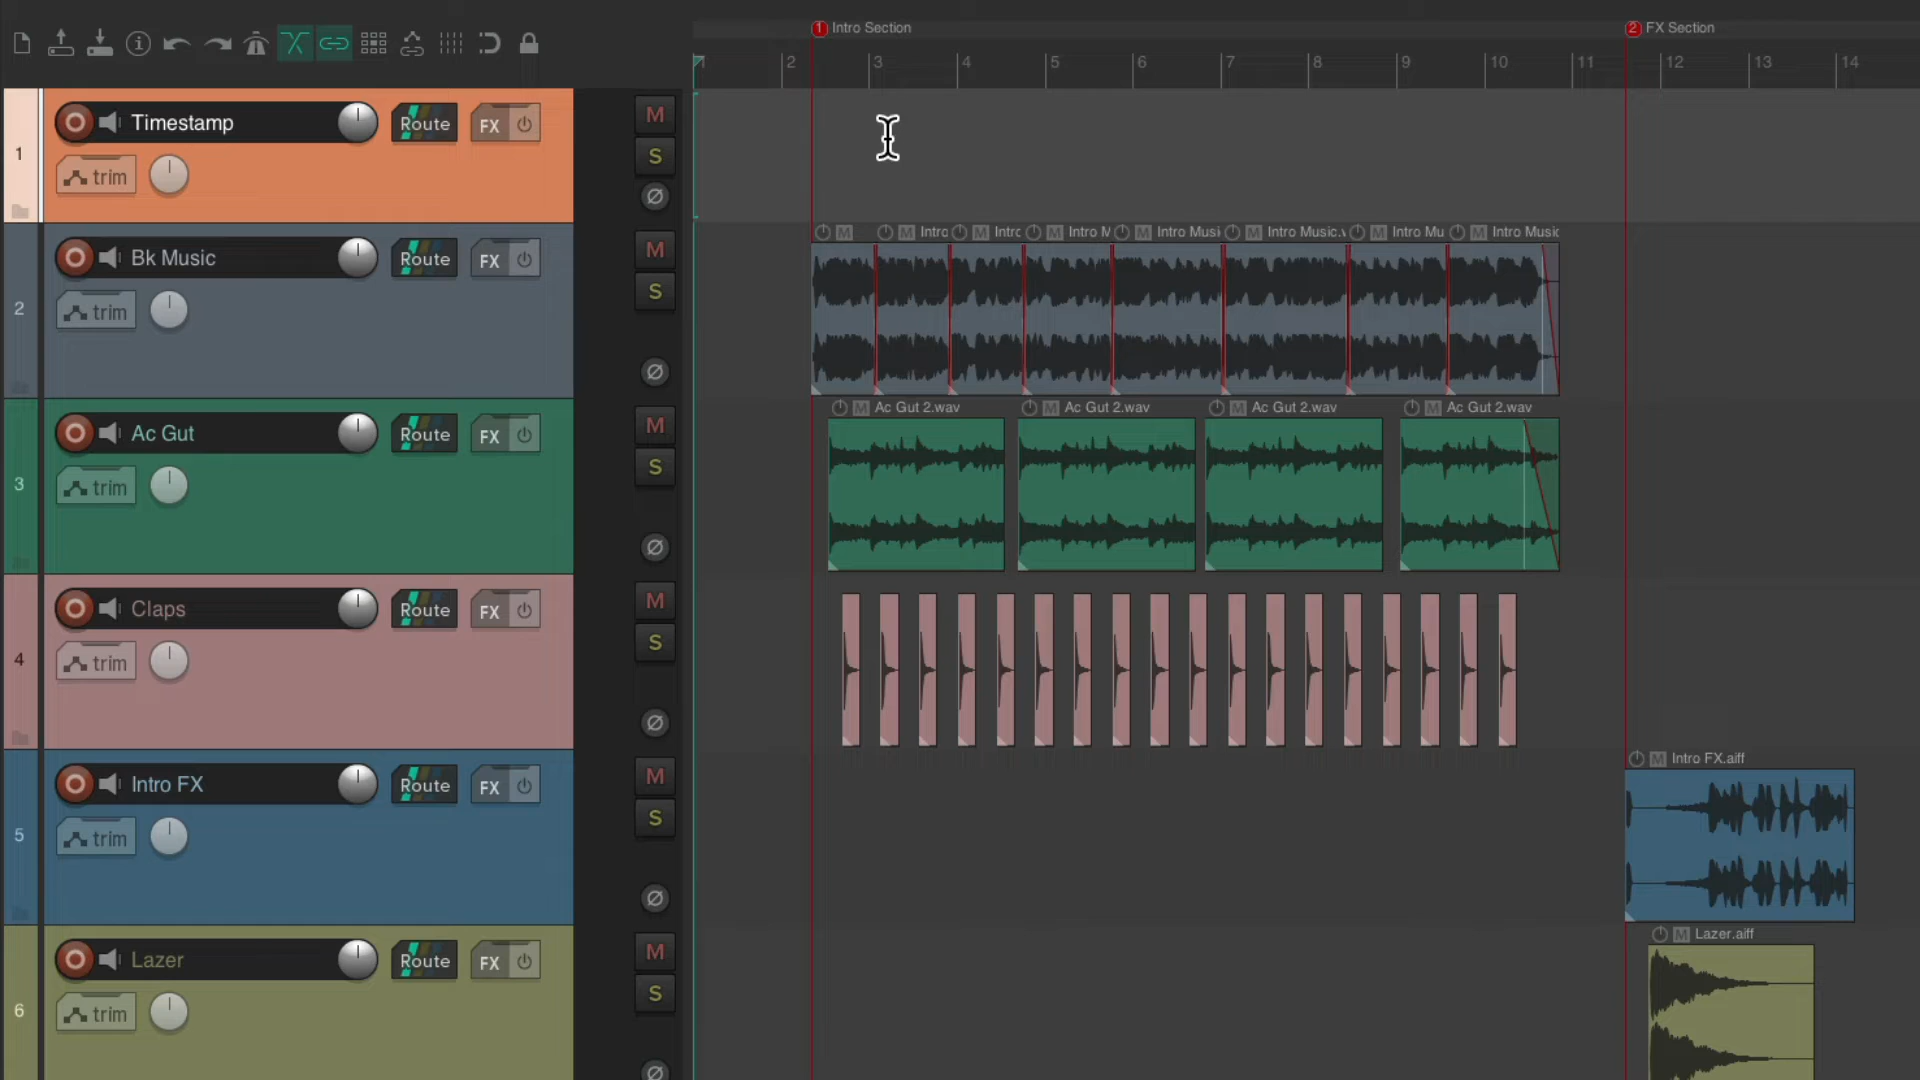 1 Intro Section
2 FX Section
1 2 3 4 5 6 7 8 9 10 11 12 13 14
1 Timestamp Route FX M
trim S
Ø
M Intro Intro Intro M Intro Musi Intro Music.v Intro Mu Intro Music
2 Bk Music Route FX M
trim S
Ø
M Ac Gut 2.wav M Ac Gut 2.wav M Ac Gut 2.wav M Ac Gut 2.wav
3 Ac Gut Route FX M
trim S
Ø
4 Claps Route FX M
trim S
Ø
M Intro FX.aiff
5 Intro FX Route FX M
trim S
Ø
M Lazer.aiff
6 Lazer Route FX M
trim S
Ø